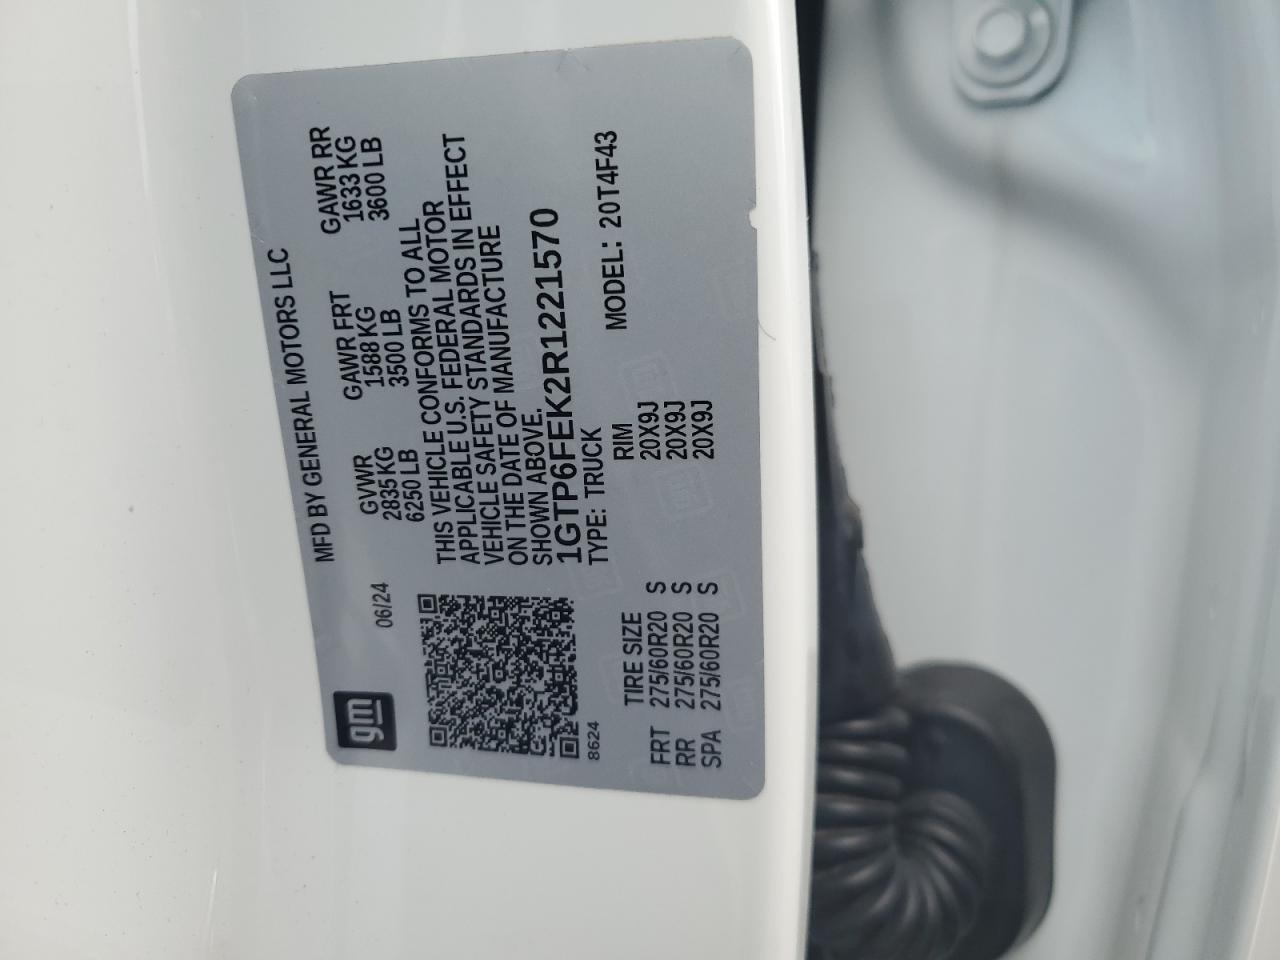 gm
06/24
MFD BY GENERAL MOTORS LLC
GVWR GAWR FRT GAWR RR
2835 KG 1588 KG 1633 KG
6250 LB 3500 LB 3600 LB
THIS VEHICLE CONFORMS TO ALL
APPLICABLE U.S. FEDERAL MOTOR
VEHICLE SAFETY STANDARDS IN EFFECT
ON THE DATE OF MANUFACTURE
SHOWN ABOVE.
1GTP6FEK2R1221570
TYPE: TRUCK MODEL: 20T4F43
8624
TIRE SIZE RIM
FRT 275/60R20 S 20X9J
RR 275/60R20 S 20X9J
SPA 275/60R20 S 20X9J